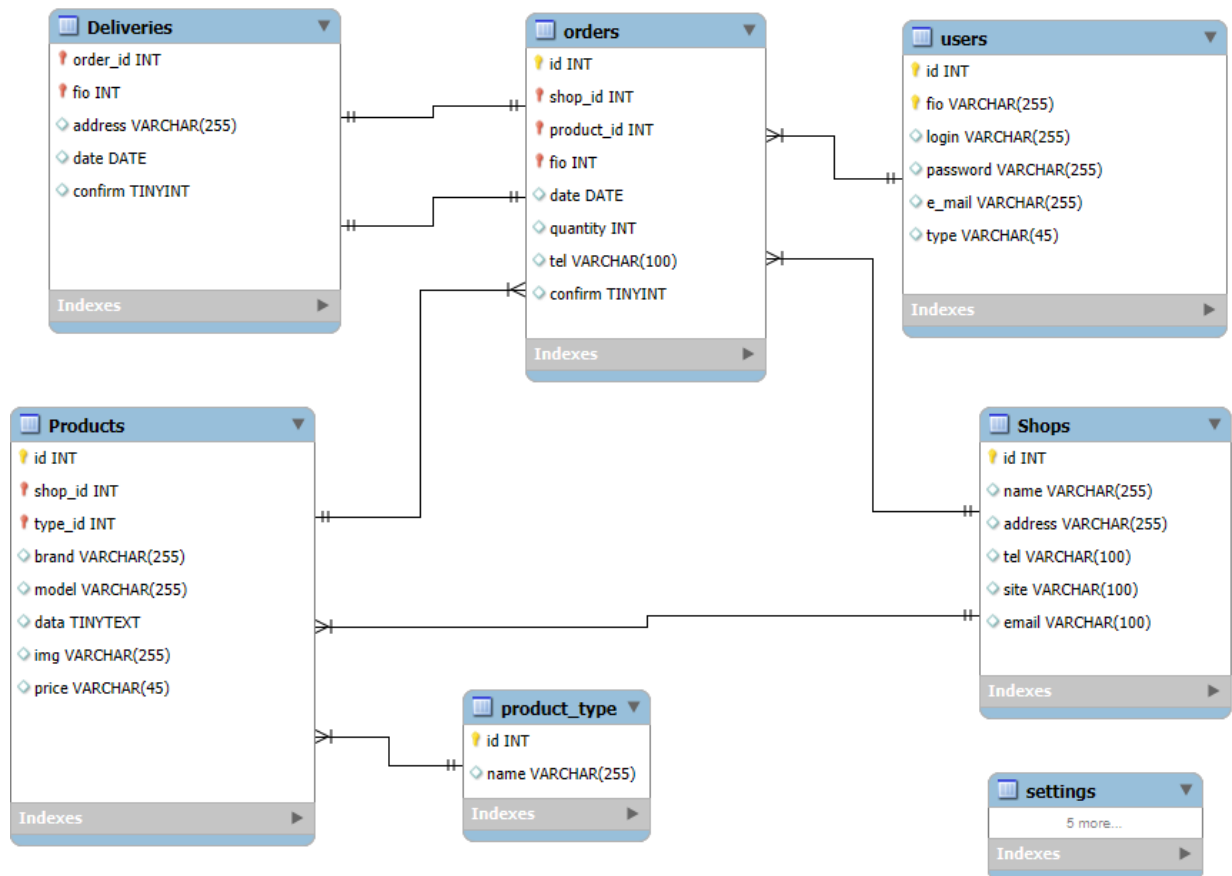 Deliveries
order_id INT
fio INT
address VARCHAR(255)
date DATE
confirm TINYINT
Indexes
orders
id INT
shop_id INT
product_id INT
fio INT
date DATE
quantity INT
tel VARCHAR(100)
confirm TINYINT
Indexes
users
id INT
fio VARCHAR(255)
login VARCHAR(255)
password VARCHAR(255)
e_mail VARCHAR(255)
type VARCHAR(45)
Indexes
Products
id INT
shop_id INT
type_id INT
brand VARCHAR(255)
model VARCHAR(255)
data TINYTEXT
img VARCHAR(255)
price VARCHAR(45)
Indexes
product_type
id INT
name VARCHAR(255)
Indexes
Shops
id INT
name VARCHAR(255)
address VARCHAR(255)
tel VARCHAR(100)
site VARCHAR(100)
email VARCHAR(100)
Indexes
settings
5 more...
Indexes